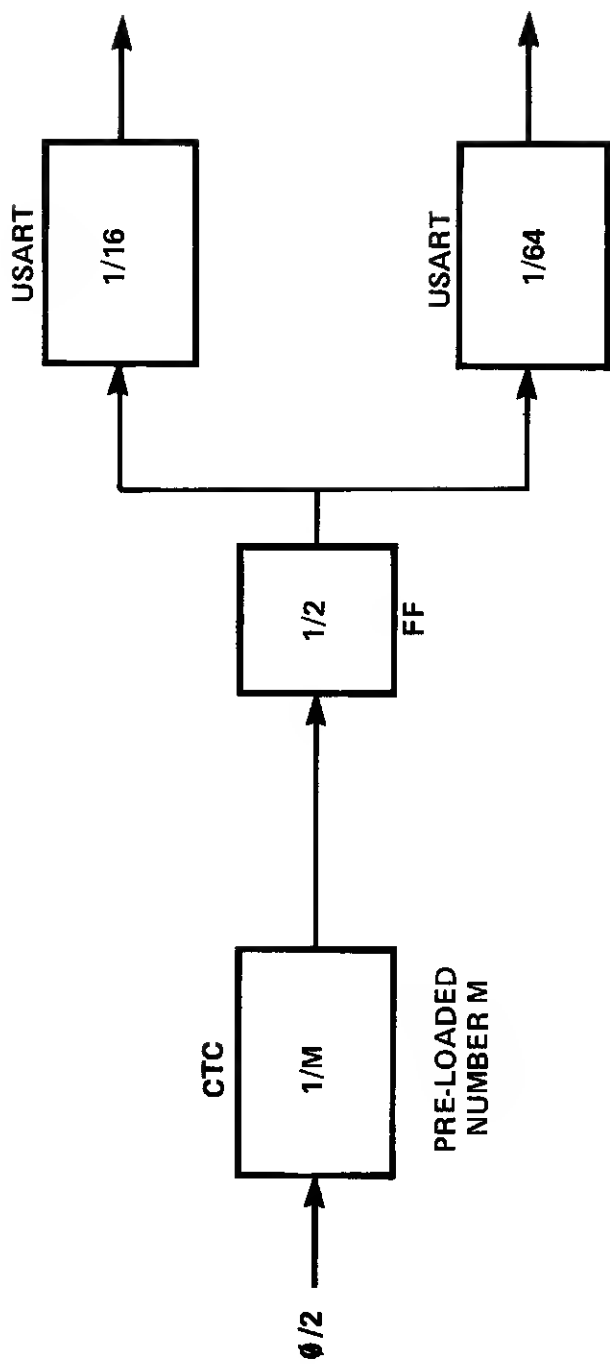 Φ/2
CTC
1/M
PRE-LOADED
NUMBER M
1/2
FF
USART
1/16
USART
1/64